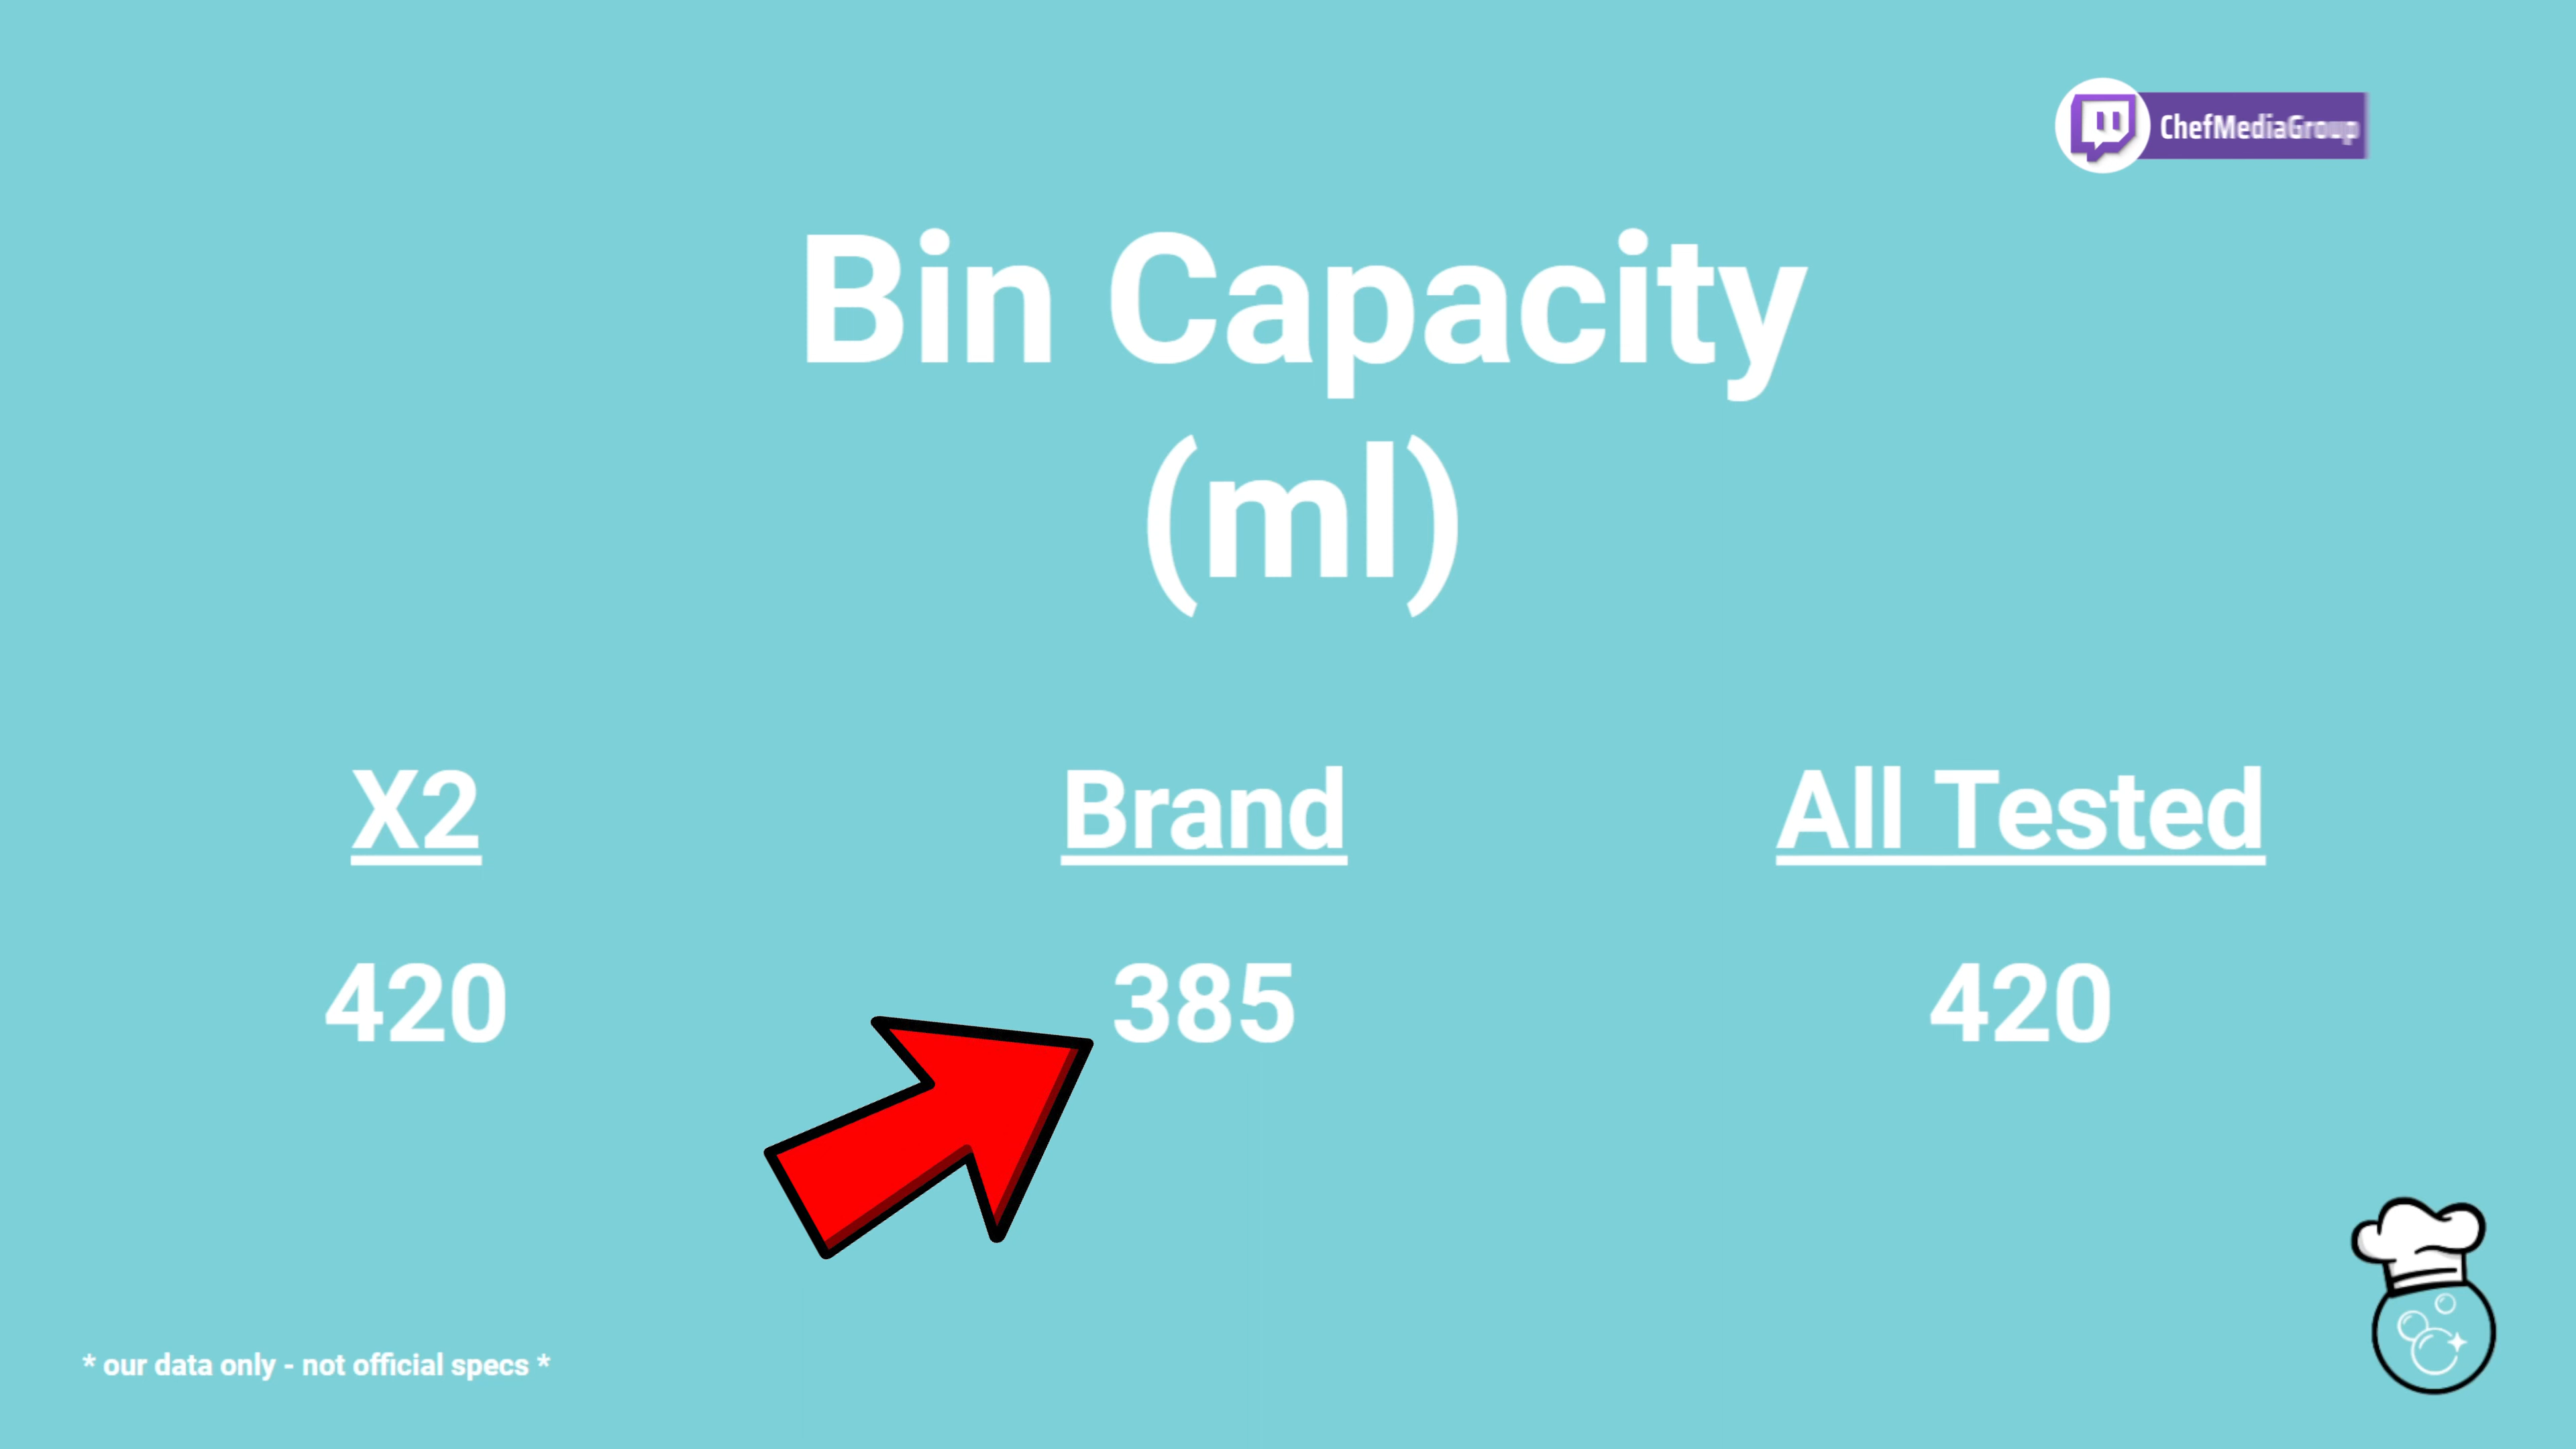 ChefMediaGroup
Bin Capacity
(ml)
X2 Brand All Tested
420 385 420
* our data only - not official specs *